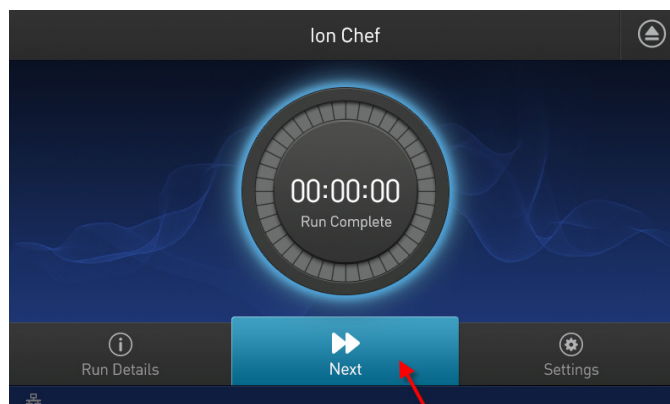 Ion Chef
00:00:00
Run Complete
Run Details
Next
Settings